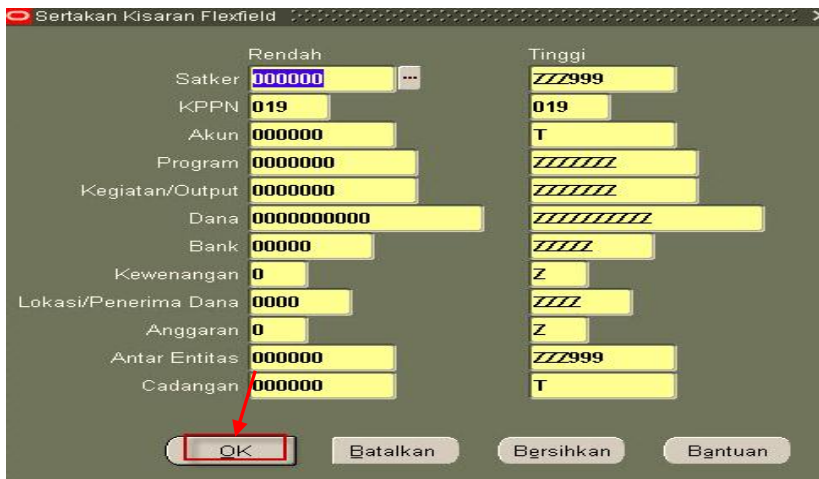 Sertakan Kisaran Flexfield
Rendah Tinggi
Satker 000000 ... ZZZ999
KPPN 019 019
Akun 000000 T
Program 0000000 ZZZZZZZ
Kegiatan/Output 0000000 ZZZZZZZ
Dana 0000000000 ZZZZZZZZZZ
Bank 00000 ZZZZZ
Kewenangan 0 Z
Lokasi/Penerima Dana 0000 ZZZZ
Anggaran 0 Z
Antar Entitas 000000 ZZZ999
Cadangan 000000 T
OK Batalkan Bersihkan Bantuan